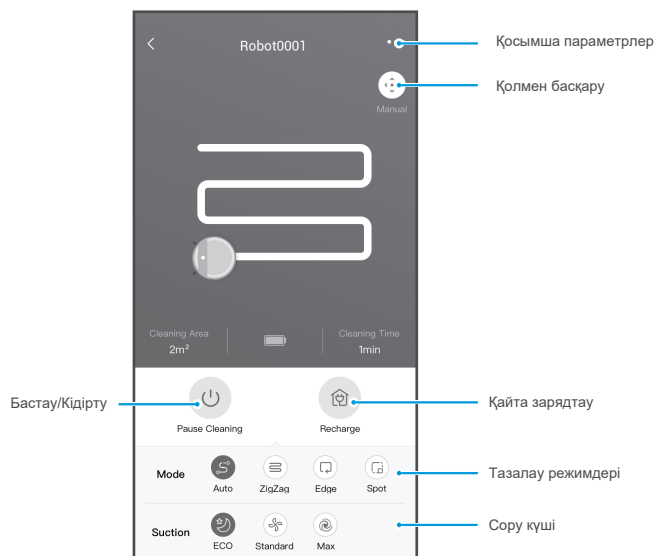 Robot0001
Қосымша параметрлер
Manual
Қолмен басқару
Cleaning Area
2m²
Cleaning Time
1min
Бастау/Кідірту
Pause Cleaning
Recharge
Қайта зарядтау
Mode
Auto
ZigZag
Edge
Spot
Тазалау режимдері
Suction
ECO
Standard
Max
Сору күші